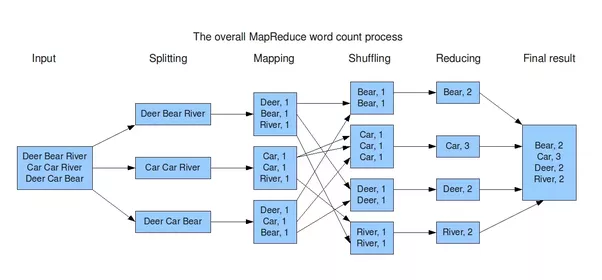 The overall MapReduce word count process
Input
Splitting
Mapping
Shuffling
Reducing
Final result
Deer Bear River
Car Car River
Deer Car Bear
Deer Bear River
Car Car River
Deer Car Bear
Deer, 1
Bear, 1
River, 1
Car, 1
Car, 1
River, 1
Deer, 1
Car, 1
Bear, 1
Bear, 1
Bear, 1
Car, 1
Car, 1
Car, 1
Deer, 1
Deer, 1
River, 1
River, 1
Bear, 2
Car, 3
Deer, 2
River, 2
Bear, 2
Car, 3
Deer, 2
River, 2